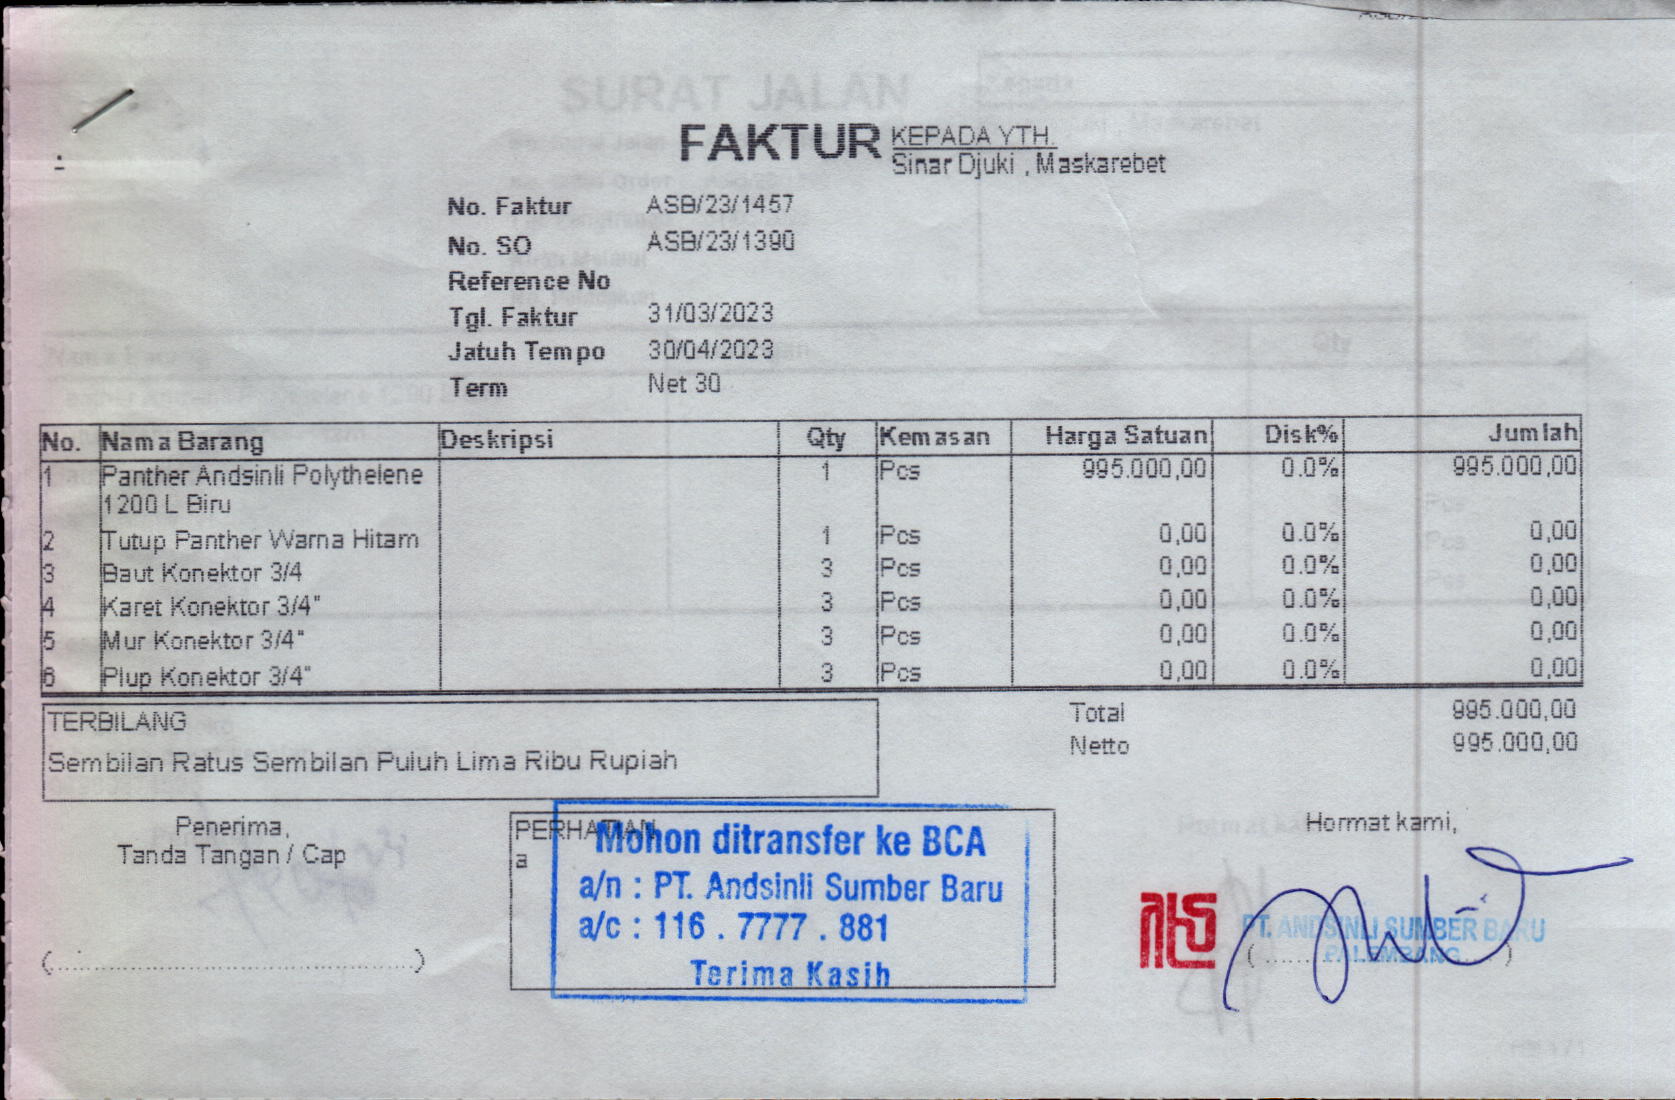 FAKTUR
KEPADA YTH.
Sinar Djuki , Maskarebet
No. Faktur ASB/23/1457
No. SO ASB/23/1390
Reference No
Tgl. Faktur 31/03/2023
Jatuh Tempo 30/04/2023
Term Net 30
No. Nama Barang Deskripsi Qty Kemasan Harga Satuan Disk% Jumlah
1 Panther Andsinli Polythelene 1 Pcs 995.000,00 0.0% 995.000,00
1200 L Biru
2 Tutup Panther Warna Hitam 1 Pcs 0,00 0.0% 0,00
3 Baut Konektor 3/4 3 Pcs 0,00 0.0% 0,00
4 Karet Konektor 3/4" 3 Pcs 0,00 0.0% 0,00
5 Mur Konektor 3/4" 3 Pcs 0,00 0.0% 0,00
6 Plup Konektor 3/4" 3 Pcs 0,00 0.0% 0,00
TERBILANG
Sembilan Ratus Sembilan Puluh Lima Ribu Rupiah
Total 995.000,00
Netto 995.000,00
Penerima,
Tanda Tangan / Cap
(........................................)
PERHATIAN
a
Mohon ditransfer ke BCA
a/n : PT. Andsinli Sumber Baru
a/c : 116 . 7777 . 881
Terima Kasih
Hormat kami,
PT. ANDSINLI SUMBER BARU
PALEMBANG
SURAT JALAN